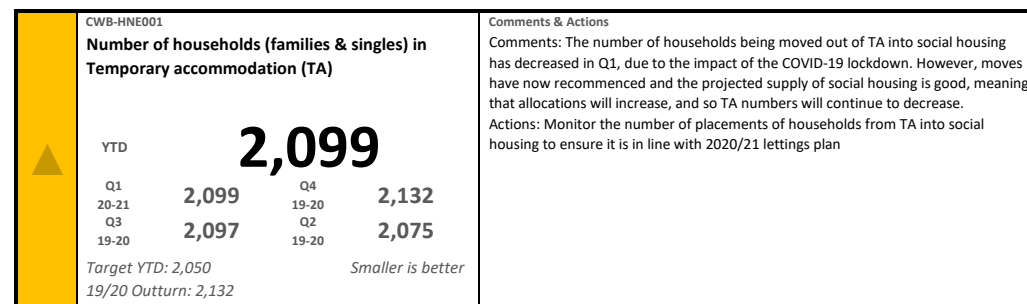 CWB-HNE001
Number of households (families & singles) in
Temporary accommodation (TA)
YTD 2,099
Q1 20-21 2,099 Q4 19-20 2,132
Q3 19-20 2,097 Q2 19-20 2,075
Target YTD: 2,050 Smaller is better
19/20 Outturn: 2,132
Comments & Actions
Comments: The number of households being moved out of TA into social housing
has decreased in Q1, due to the impact of the COVID-19 lockdown. However, moves
have now recommenced and the projected supply of social housing is good, meaning
that allocations will increase, and so TA numbers will continue to decrease.
Actions: Monitor the number of placements of households from TA into social
housing to ensure it is in line with 2020/21 lettings plan